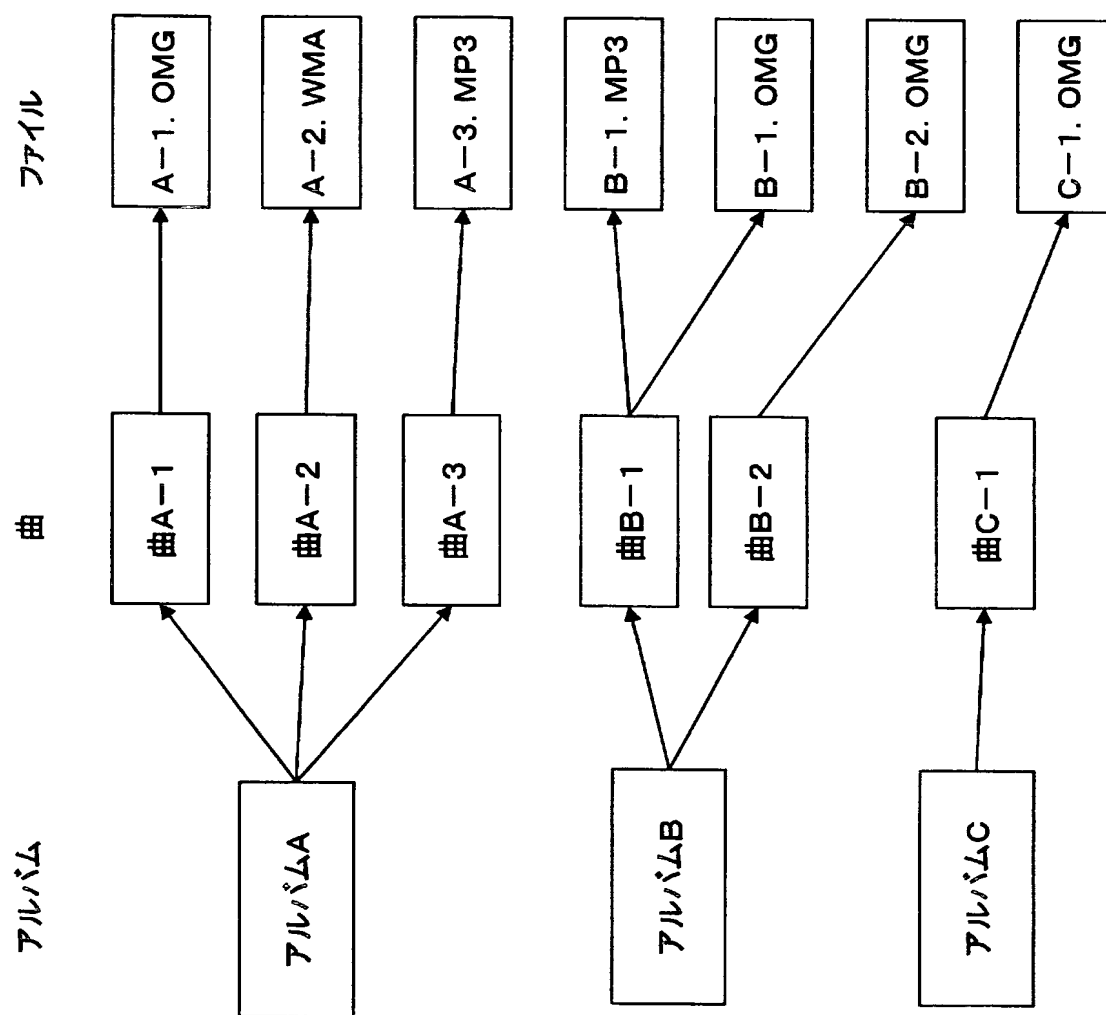 アルバム
曲
ファイル
アルバムA
曲A－1
A－1. OMG
曲A－2
A－2. WMA
曲A－3
A－3. MP3
アルバムB
曲B－1
B－1. MP3
B－1. OMG
曲B－2
B－2. OMG
アルバムC
曲C－1
C－1. OMG